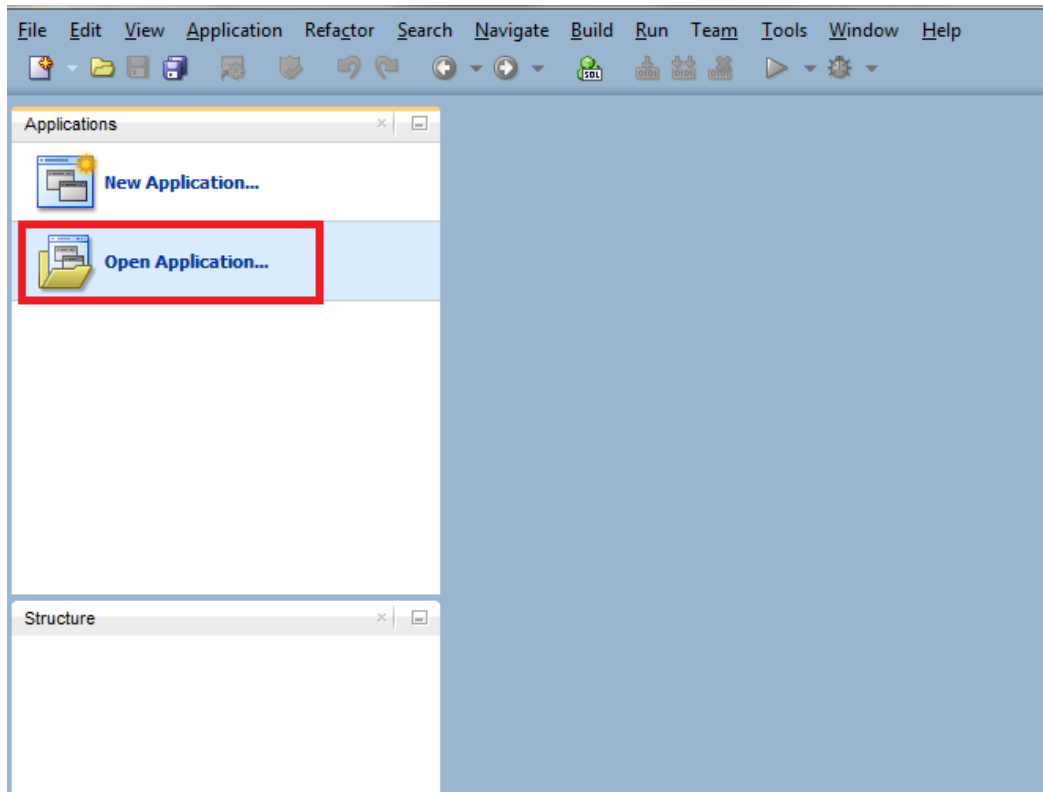 File Edit View Application Refactor Search Navigate Build Run Team Tools Window Help
SQL
Applications
New Application...
Open Application...
Structure